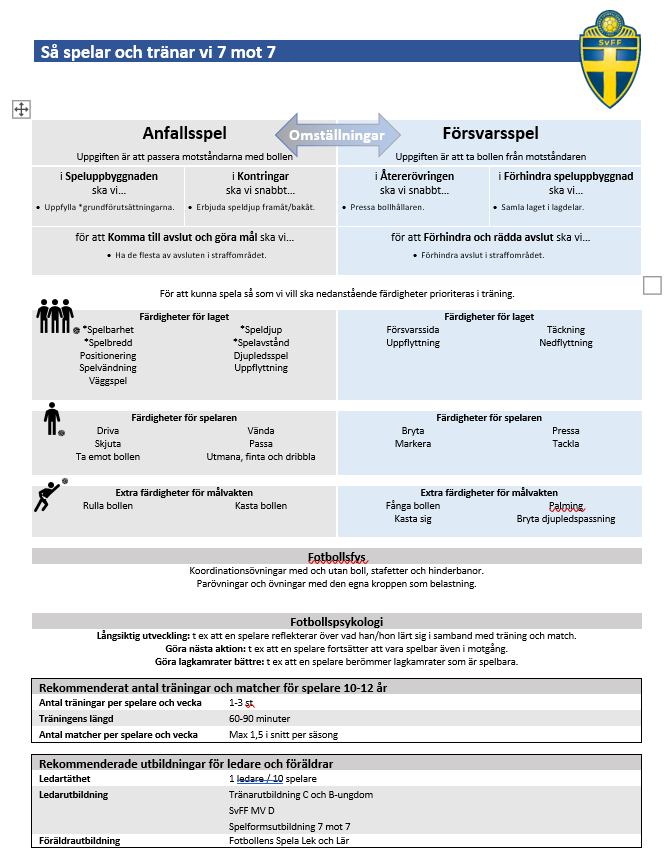 Så spelar och tränar vi 7 mot 7
SvFF
Anfallsspel
Omställningar
Försvarsspel
Uppgiften är att passera motståndarna med bollen
Uppgiften är att ta bollen från motståndaren
i Speluppbyggnaden
ska vi...
• Uppfylla *grundförutsättningarna.
i Kontringar
ska vi snabbt...
• Erbjuda speldjup framåt/bakåt.
i Återerövringen
ska vi snabbt...
• Pressa bollhållaren.
i Förhindra speluppbyggnad
ska vi...
• Samla laget i lagdelar.
för att Komma till avslut och göra mål ska vi...
• Ha de flesta av avsluten i straffområdet.
för att Förhindra och rädda avslut ska vi...
• Förhindra avslut i straffområdet.
För att kunna spela så som vi vill ska nedanstående färdigheter prioriteras i träning.
Färdigheter för laget
*Spelbarhet *Speldjup
*Spelbredd *Spelavstånd
Positionering Djupledsspel
Spelvändning Uppflyttning
Väggspel
Färdigheter för laget
Försvarssida Täckning
Uppflyttning Nedflyttning
Färdigheter för spelaren
Driva Vända
Skjuta Passa
Ta emot bollen Utmana, finta och dribbla
Färdigheter för spelaren
Bryta Pressa
Markera Tackla
Extra färdigheter för målvakten
Rulla bollen Kasta bollen
Extra färdigheter för målvakten
Fånga bollen Palming
Kasta sig Bryta djupledspassning
Fotbollsfys
Koordinationsövningar med och utan boll, stafetter och hinderbanor.
Parövningar och övningar med den egna kroppen som belastning.
Fotbollspsykologi
Långsiktig utveckling: t ex att en spelare reflekterar över vad han/hon lärt sig i samband med träning och match.
Göra nästa aktion: t ex att en spelare fortsätter att vara spelbar även i motgång.
Göra lagkamrater bättre: t ex att en spelare berömmer lagkamrater som är spelbara.
Rekommenderat antal träningar och matcher för spelare 10-12 år
Antal träningar per spelare och vecka 1-3 st
Träningens längd 60-90 minuter
Antal matcher per spelare och vecka Max 1,5 i snitt per säsong
Rekommenderade utbildningar för ledare och föräldrar
Ledartäthet 1 ledare / 10 spelare
Ledarutbildning Tränarutbildning C och B-ungdom
SvFF MV D
Spelformsutbildning 7 mot 7
Föräldrautbildning Fotbollens Spela Lek och Lär